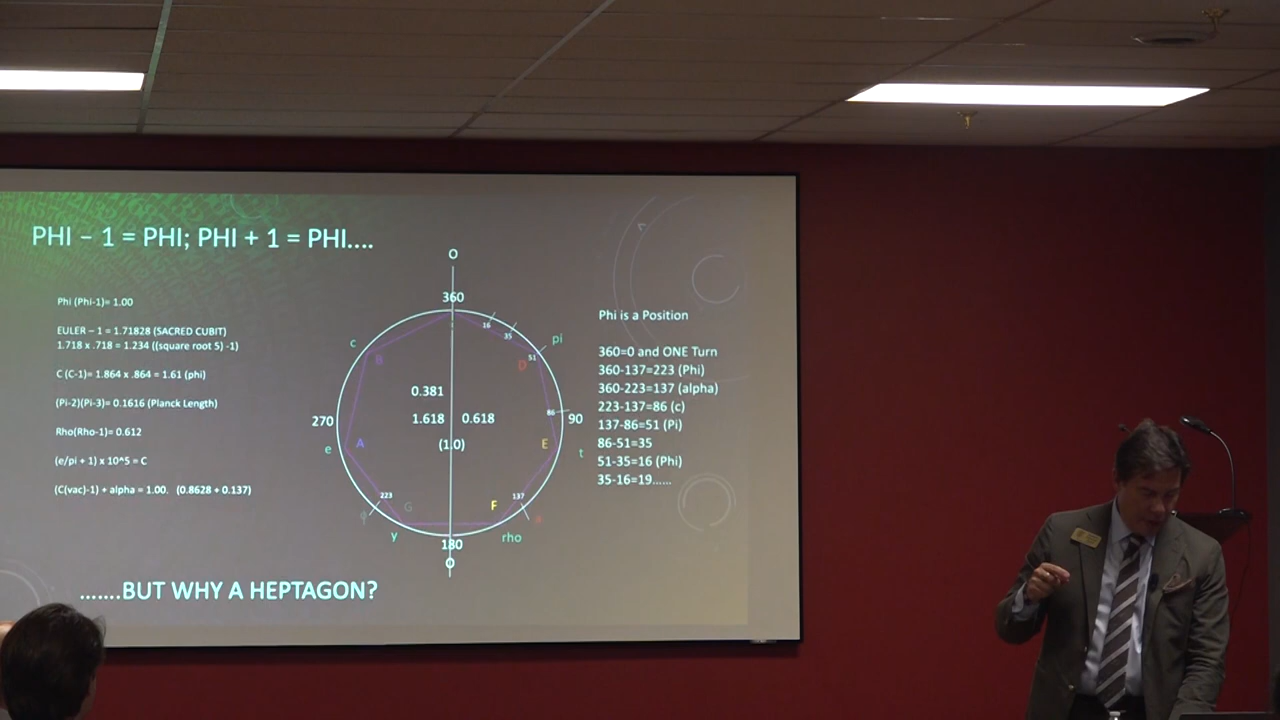 PHI – 1 = PHI; PHI + 1 = PHI....
Phi (Phi-1)= 1.00
EULER – 1 = 1.71828 (SACRED CUBIT)
1.718 x .718 = 1.234 ((square root 5) -1)
C (C-1)= 1.864 x .864 = 1.61 (phi)
(Pi-2)(Pi-3)= 0.1616 (Planck Length)
Rho(Rho-1)= 0.612
(e/pi + 1) x 10^5 = C
(C(vac)-1) + alpha = 1.00. (0.8628 + 0.137)
O
360
16
35
c
pi
51
B
D
0.381
86
270
1.618
0.618
90
(1.0)
e
A
E
t
223
137
G
F
φ
a
y
180
rho
O
Phi is a Position
360=0 and ONE Turn
360-137=223 (Phi)
360-223=137 (alpha)
223-137=86 (c)
137-86=51 (Pi)
86-51=35
51-35=16 (Phi)
35-16=19......
.......BUT WHY A HEPTAGON?